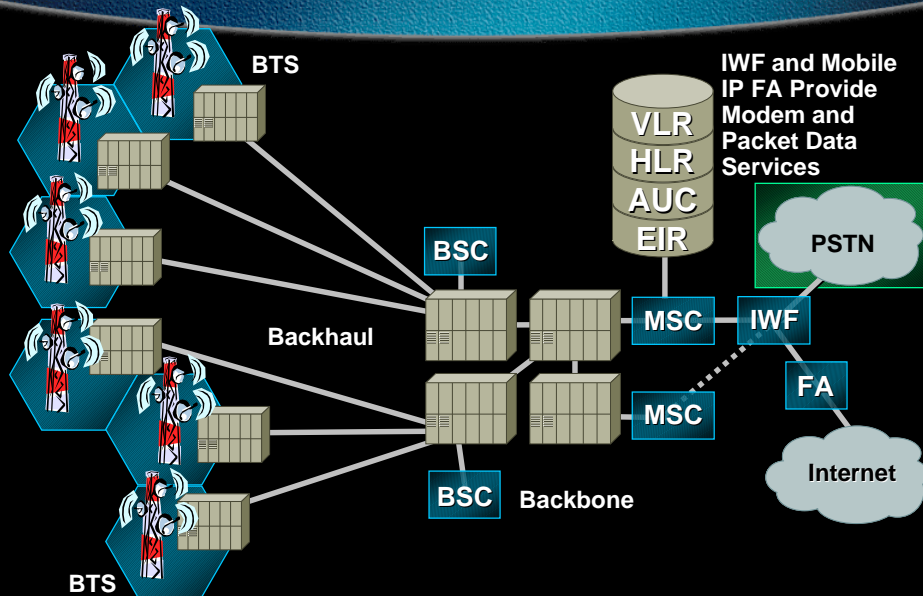 BTS
IWF and Mobile
IP FA Provide
Modem and
Packet Data
Services
VLR
HLR
AUC
EIR
PSTN
BSC
MSC
IWF
Backhaul
FA
MSC
Internet
BSC
Backbone
BTS